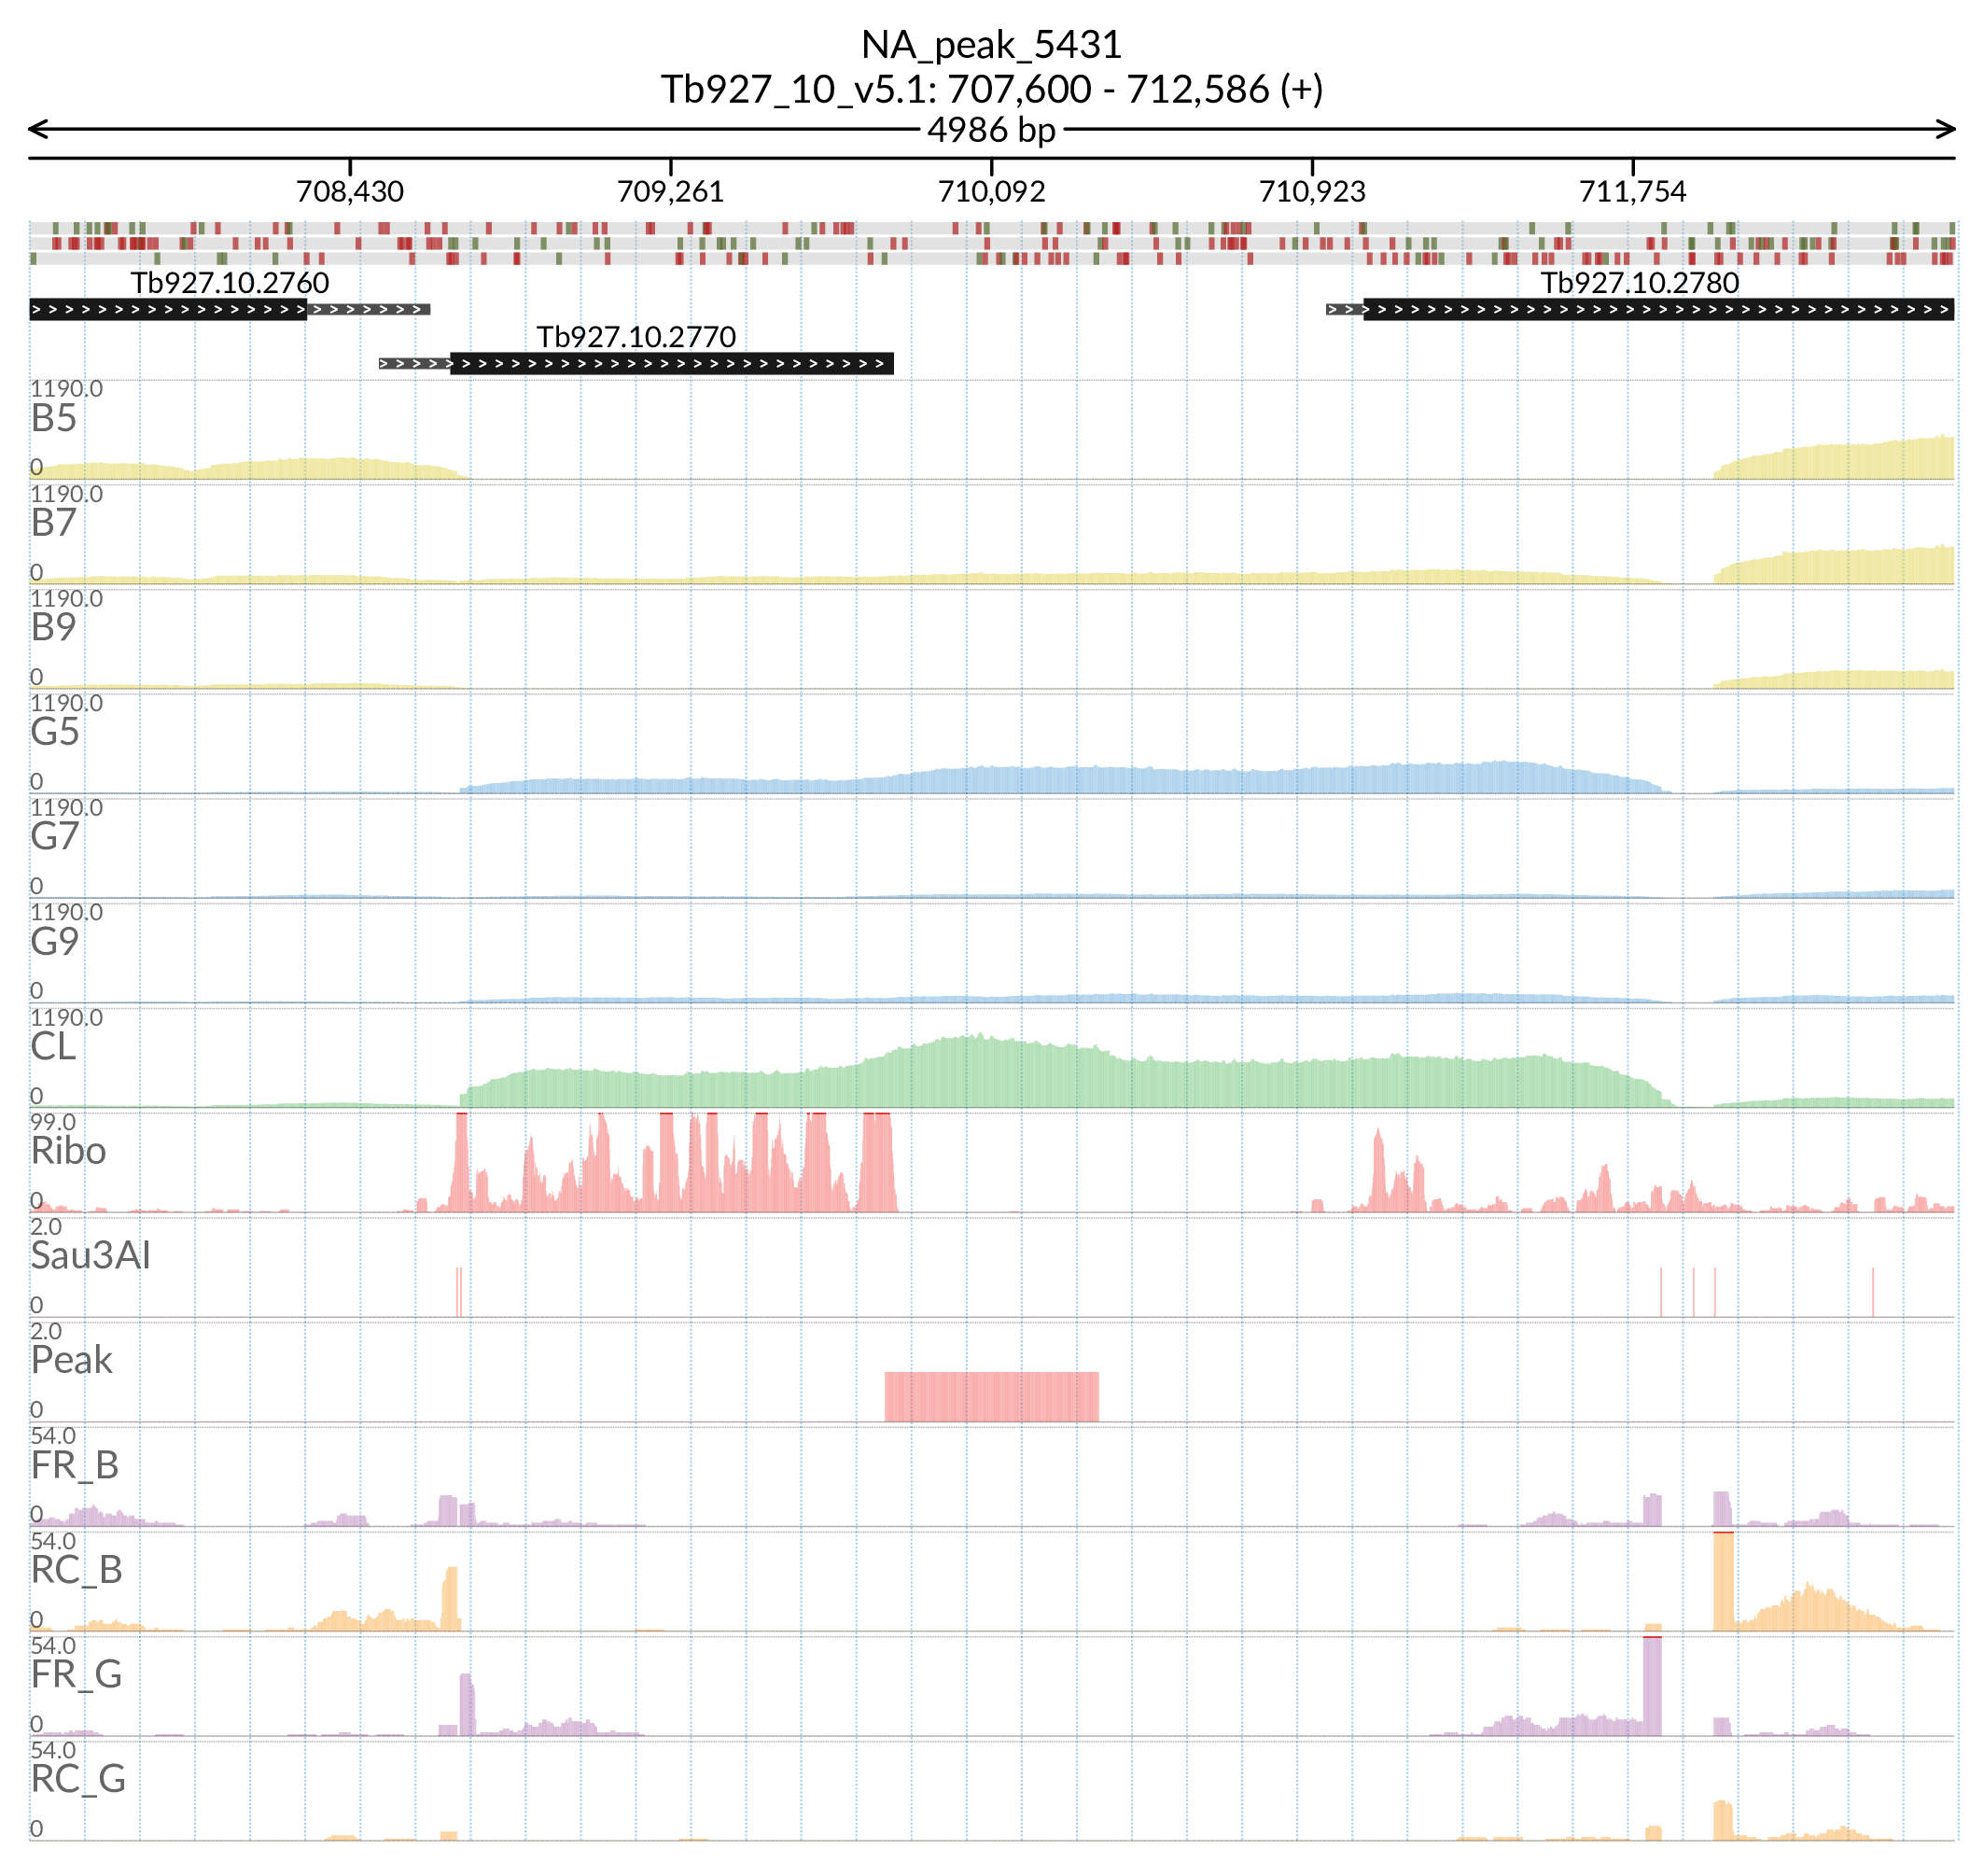 NA_peak_5431
Tb927_10_v5.1: 707,600 - 712,586 (+)
4986 bp
708,430 709,261 710,092 710,923 711,754
Tb927.10.2760 Tb927.10.2780
Tb927.10.2770
1190.0
B5
0
1190.0
B7
0
1190.0
B9
0
1190.0
G5
0
1190.0
G7
0
1190.0
G9
0
1190.0
CL
0
99.0
Ribo
0
2.0
Sau3AI
0
2.0
Peak
0
54.0
FR_B
0
54.0
RC_B
0
54.0
FR_G
0
54.0
RC_G
0